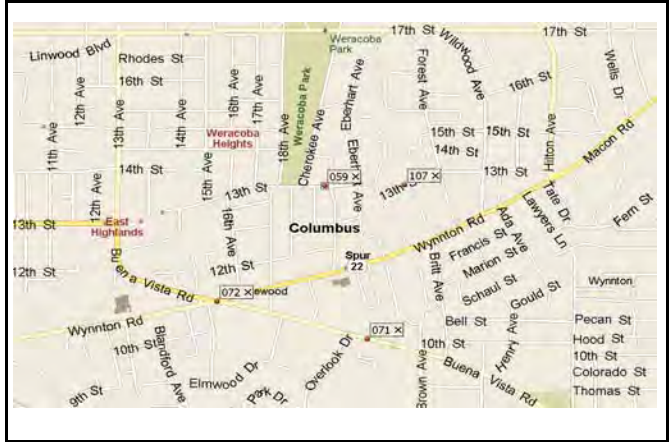 17th St
Wildwood Ave
17th St
Weracoba
Park
Linwood Blvd
Rhodes St
16th St
Wells Dr
16th St
11th Ave
12th Ave
13th Ave
14th Ave
16th Ave
17th Ave
Weracoba Park
Eberhart Ave
Forest Ave
Weracoba
Heights
18th Ave
Cherokee Ave
15th St
15th St
14th St
Hilton Ave
Macon Rd
14th St
15th Ave
13th St
059 X
Eberhart Ave
13th St
107 X
13th St
Tate Dr
12th Ave
13th St
East
Highlands
16th Ave
Columbus
Wynnton Rd
Ada Ave
Lawyers Ln
Fern St
Francis St
Spur
22
Marion St
12th St
12th St
Buena Vista Rd
072 X
ewood
Britt Ave
Schaul St
Gould St
Wynnton
Wynnton Rd
071 X
Bell St
Pecan St
10th St
Blandford Ave
Overlook Dr
10th St
Henry Ave
Hood St
10th St
Elmwood Dr
Park Dr
Brown Ave
Buena Vista Rd
Colorado St
9th St
Thomas St